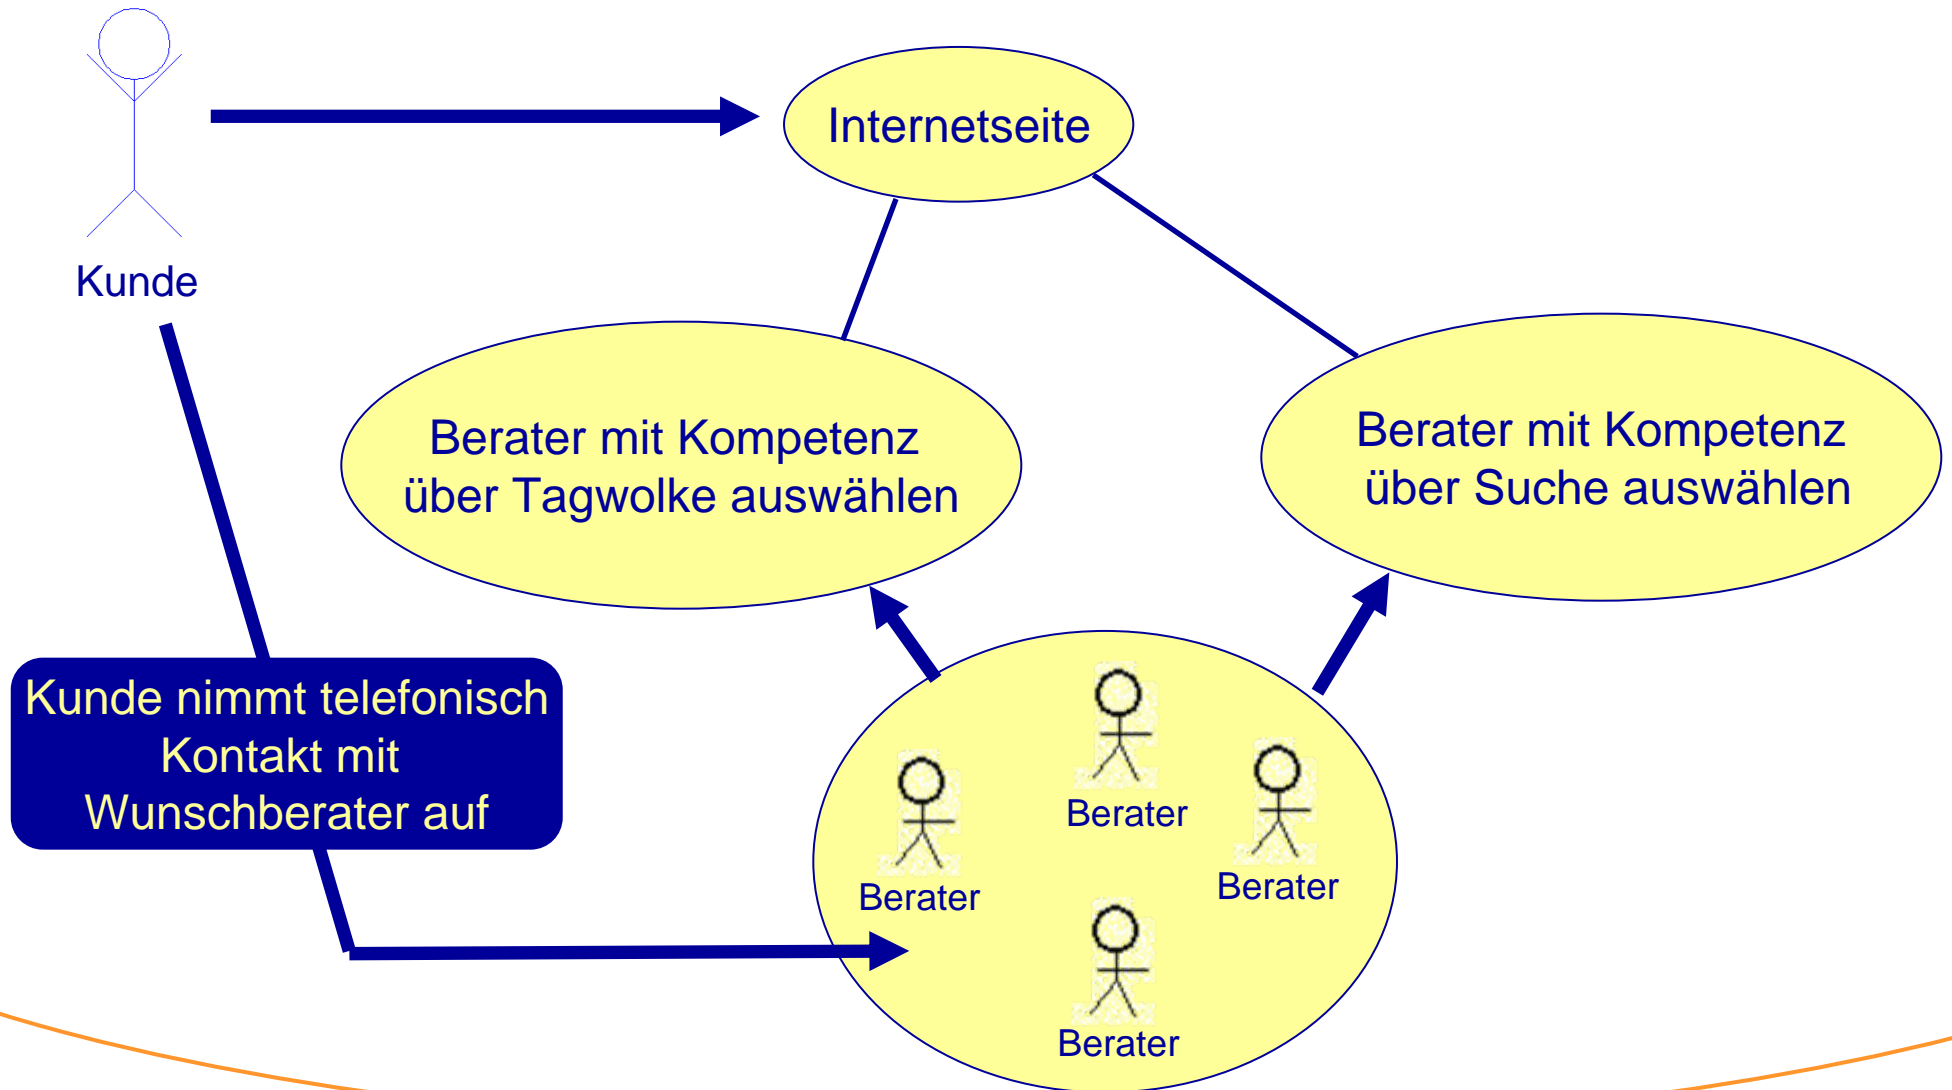 Internetseite
Kunde
Berater mit Kompetenz
über Tagwolke auswählen
Berater mit Kompetenz
über Suche auswählen
Kunde nimmt telefonisch
Kontakt mit
Wunschberater auf
Berater
Berater
Berater
Berater